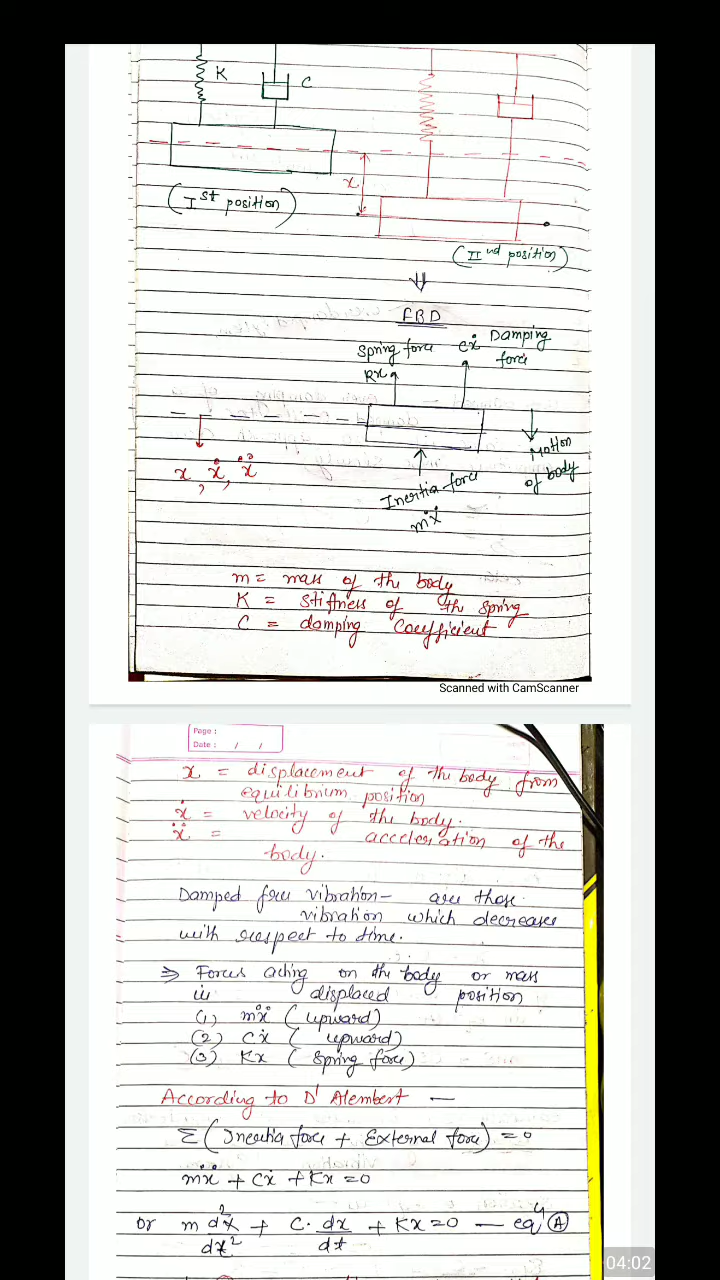 K
C
x
(Ist position)
(IInd position)
⇓
FBD
Spring force
Kx
cẋ
Damping
force
x, ẋ, ẍ
Motion
of body
Inertia force
mẍ
m = mass of the body
K = stiffness of the spring
C = damping coefficient
Scanned with CamScanner
Page :
Date : / /
x = displacement of the body from
equilibrium position
ẋ = velocity of the body.
ẍ = acceleration of the
body.
Damped free vibration - are those
vibration which decreases
with respect to time.
⇒ Forces acting on the body or mass
in displaced position
(1) mẍ (upward)
(2) cẋ (upward)
(3) Kx (Spring force)
According to D' Alembert —
Σ(Inertia force + External force) = 0
mẍ + cẋ + Kx = 0
or m d²x/dt² + C. dx/dt + Kx = 0 — eqn (A)
04:02